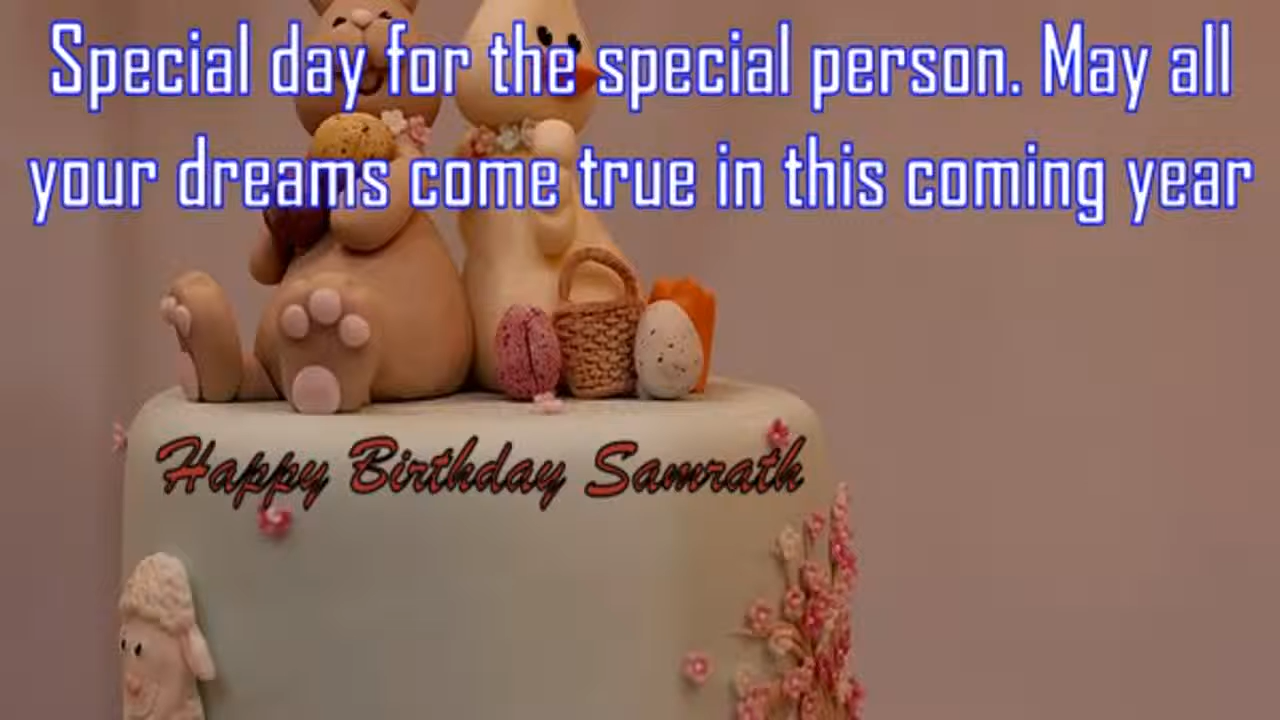 Special day for the special person. May all
your dreams come true in this coming year
Happy Birthday Samrath